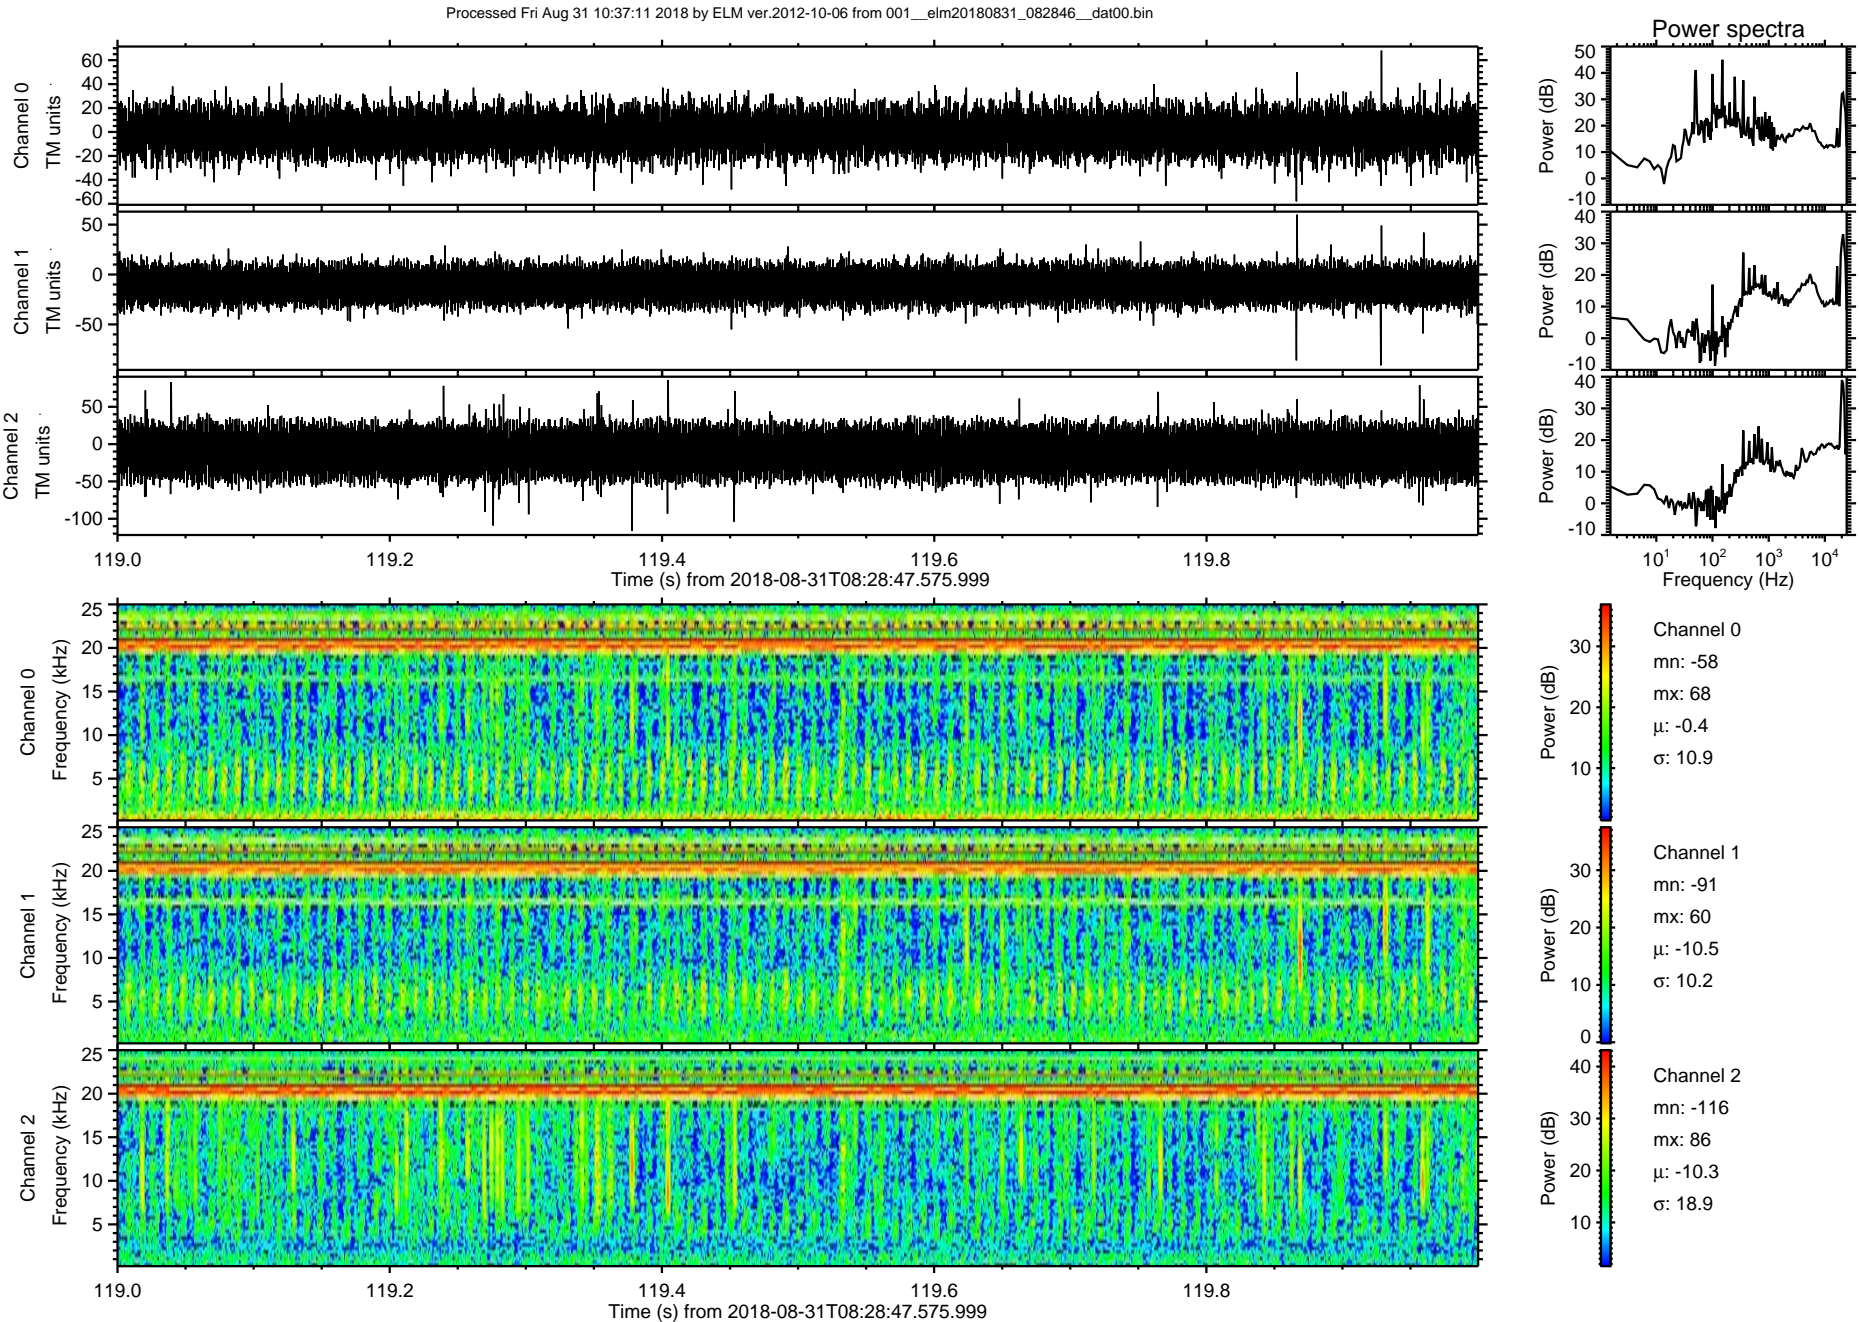 Processed Fri Aug 31 10:37:11 2018 by ELM ver.2012-10-06 from 001__elm20180831_082846__dat00.bin
Power spectra
Channel 0
TM units
60
40
20
0
-20
-40
-60
Power (dB)
50
40
30
20
10
0
-10
Channel 1
TM units
50
0
-50
Power (dB)
40
30
20
10
0
-10
Channel 2
TM units
50
0
-50
-100
Power (dB)
40
30
20
10
0
-10
119.0 119.2 119.4 119.6 119.8
Time (s) from 2018-08-31T08:28:47.575.999
10^1 10^2 10^3 10^4
Frequency (Hz)
Channel 0
Frequency (kHz)
25
20
15
10
5
Power (dB)
30
20
10
Channel 0
mn: -58
mx: 68
μ: -0.4
σ: 10.9
Channel 1
Frequency (kHz)
25
20
15
10
5
Power (dB)
30
20
10
0
Channel 1
mn: -91
mx: 60
μ: -10.5
σ: 10.2
Channel 2
Frequency (kHz)
25
20
15
10
5
Power (dB)
40
30
20
10
Channel 2
mn: -116
mx: 86
μ: -10.3
σ: 18.9
119.0 119.2 119.4 119.6 119.8
Time (s) from 2018-08-31T08:28:47.575.999